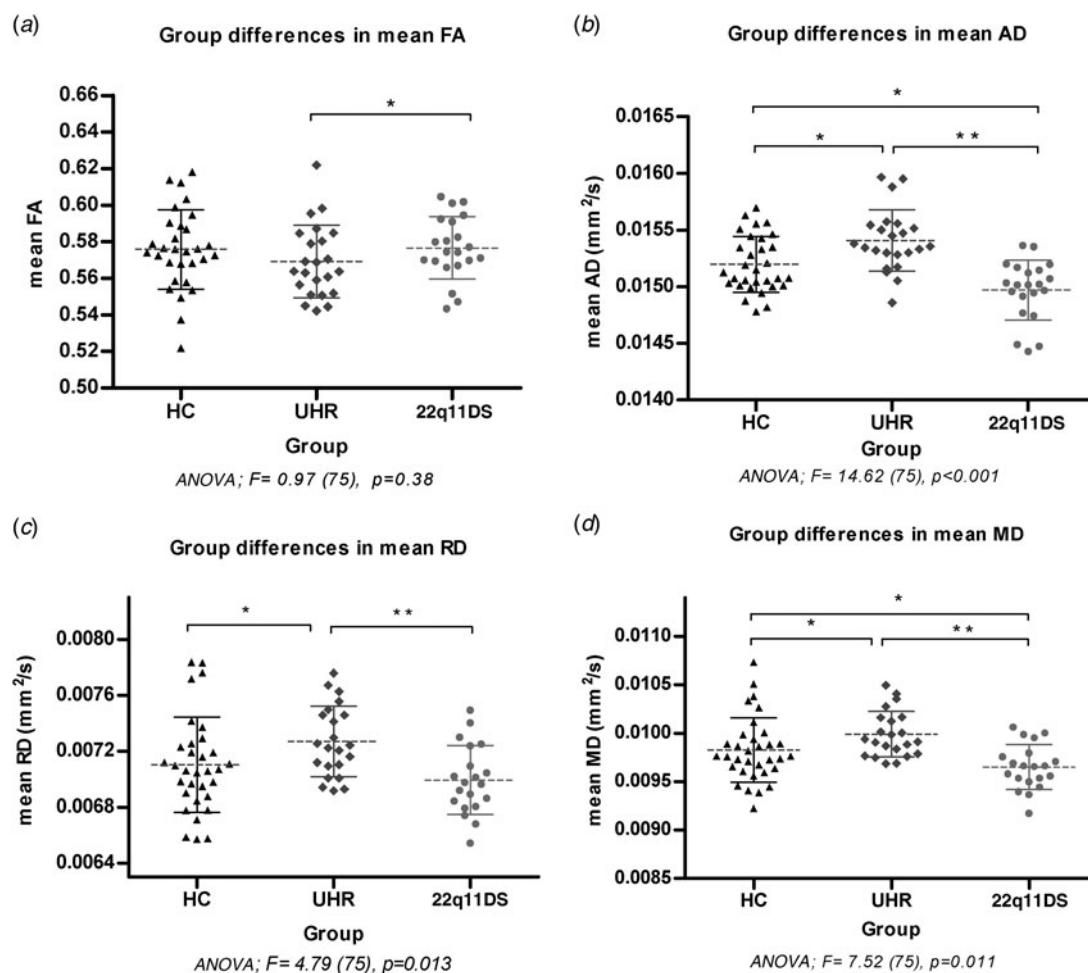 (a)
Group differences in mean FA
*
mean FA
0.66
0.64
0.62
0.60
0.58
0.56
0.54
0.52
0.50
HC
UHR
22q11DS
Group
ANOVA; F= 0.97 (75), p=0.38
(b)
Group differences in mean AD
*
*
**
mean AD (mm²/s)
0.0165
0.0160
0.0155
0.0150
0.0145
0.0140
HC
UHR
22q11DS
Group
ANOVA; F= 14.62 (75), p<0.001
(c)
Group differences in mean RD
*
**
mean RD (mm²/s)
0.0080
0.0076
0.0072
0.0068
0.0064
HC
UHR
22q11DS
Group
ANOVA; F= 4.79 (75), p=0.013
(d)
Group differences in mean MD
*
*
**
mean MD (mm²/s)
0.0110
0.0105
0.0100
0.0095
0.0090
0.0085
HC
UHR
22q11DS
Group
ANOVA; F= 7.52 (75), p=0.011